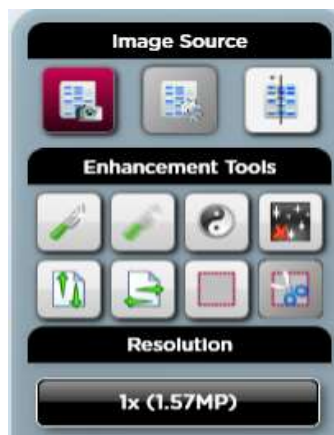 Image Source
Enhancement Tools
Resolution
1x (1.57MP)